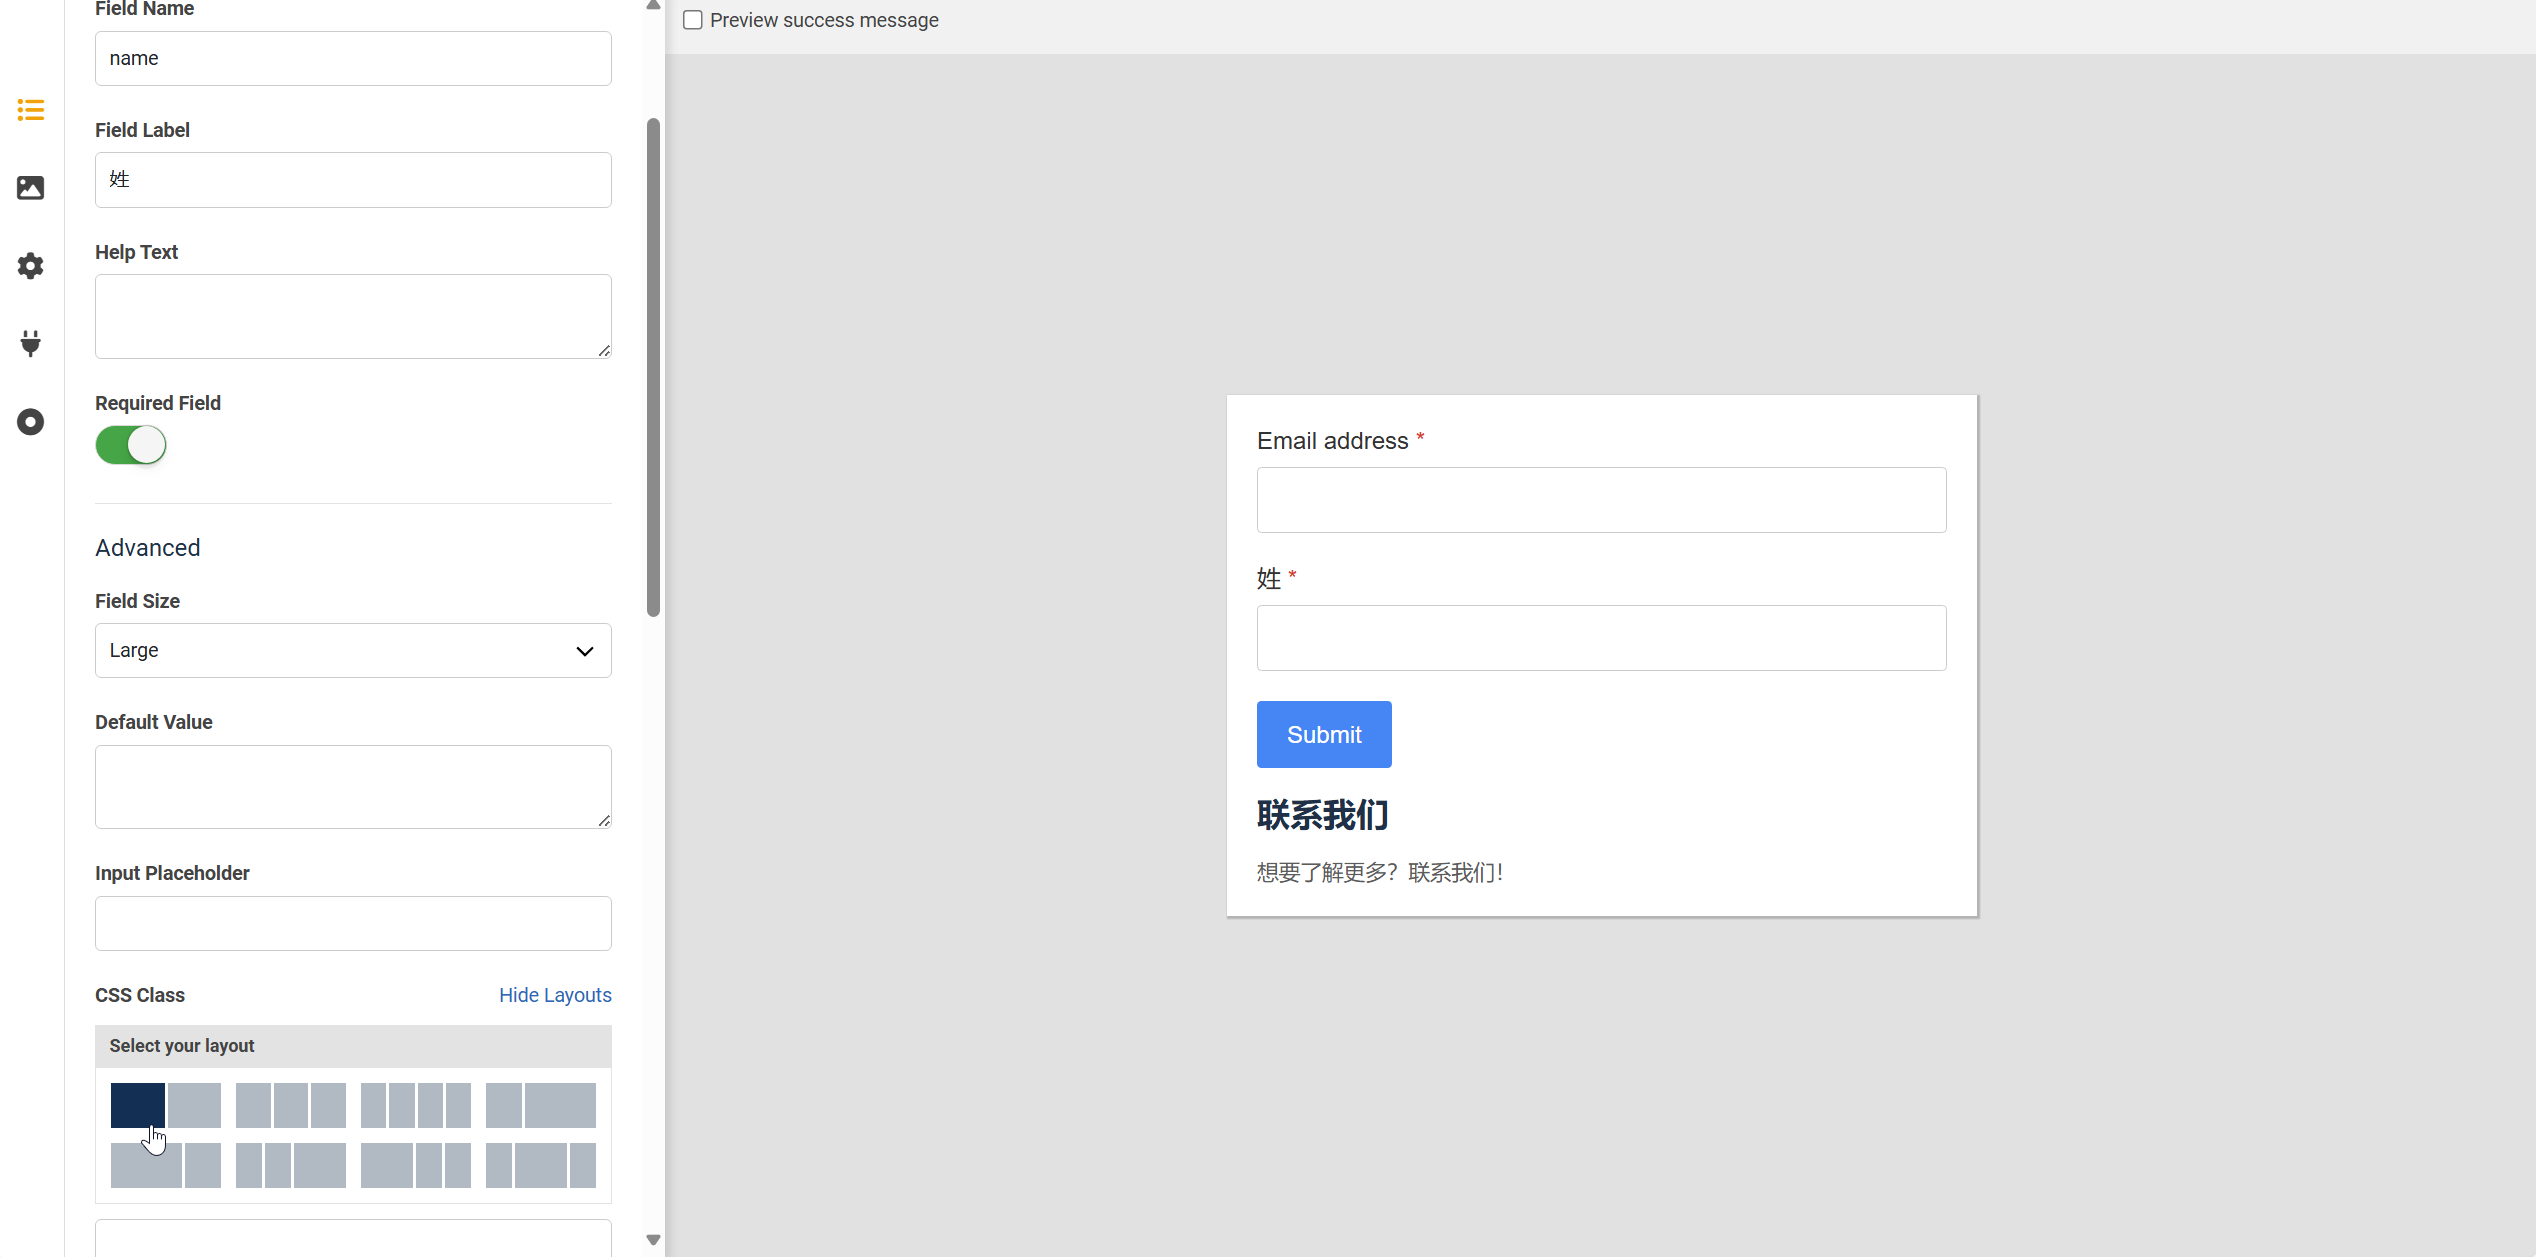 Field Name
name
Field Label
姓
Help Text
Required Field
Advanced
Field Size
Large
Default Value
Input Placeholder
CSS Class
Hide Layouts
Select your layout
Preview success message
Email address *
姓 *
Submit
联系我们
想要了解更多？联系我们！